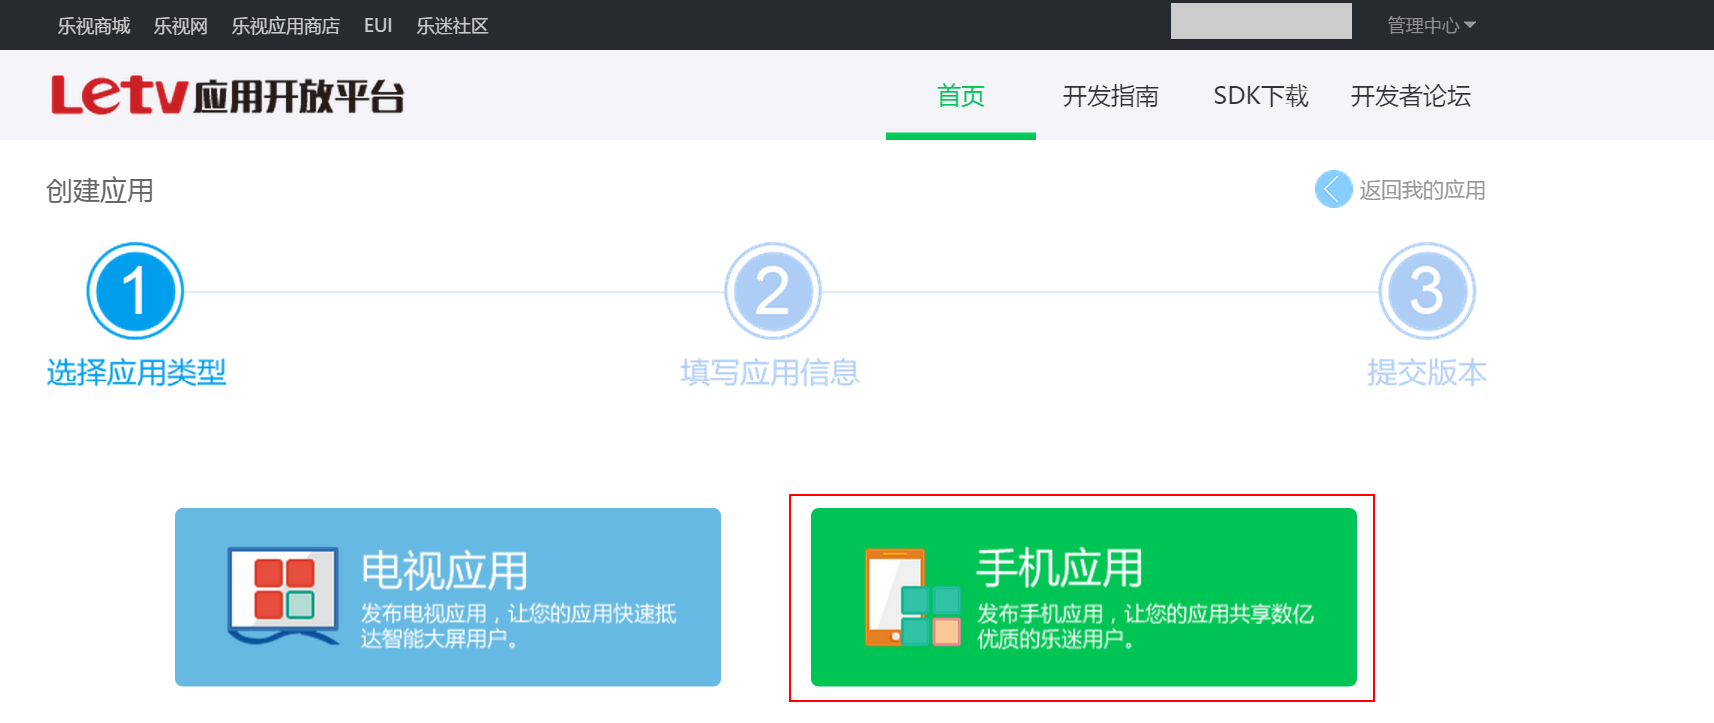 乐视商城 乐视网 乐视应用商店 EUI 乐迷社区 管理中心
Letv应用开放平台 首页 开发指南 SDK下载 开发者论坛
创建应用 返回我的应用
1 2 3
选择应用类型 填写应用信息 提交版本
电视应用
发布电视应用，让您的应用快速抵
达智能大屏用户。
手机应用
发布手机应用，让您的应用共享数亿
优质的乐迷用户。